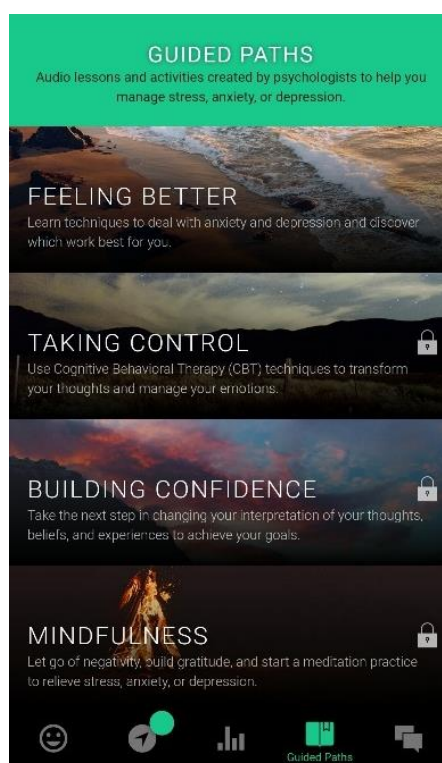 GUIDED PATHS
Audio lessons and activities created by psychologists to help you
manage stress, anxiety, or depression.
FEELING BETTER
Learn techniques to deal with anxiety and depression and discover
which work best for you.
TAKING CONTROL
Use Cognitive Behavioral Therapy (CBT) techniques to transform
your thoughts and manage your emotions.
BUILDING CONFIDENCE
Take the next step in changing your interpretation of your thoughts,
beliefs, and experiences to achieve your goals.
MINDFULNESS
Let go of negativity, build gratitude, and start a meditation practice
to relieve stress, anxiety, or depression.
Guided Paths